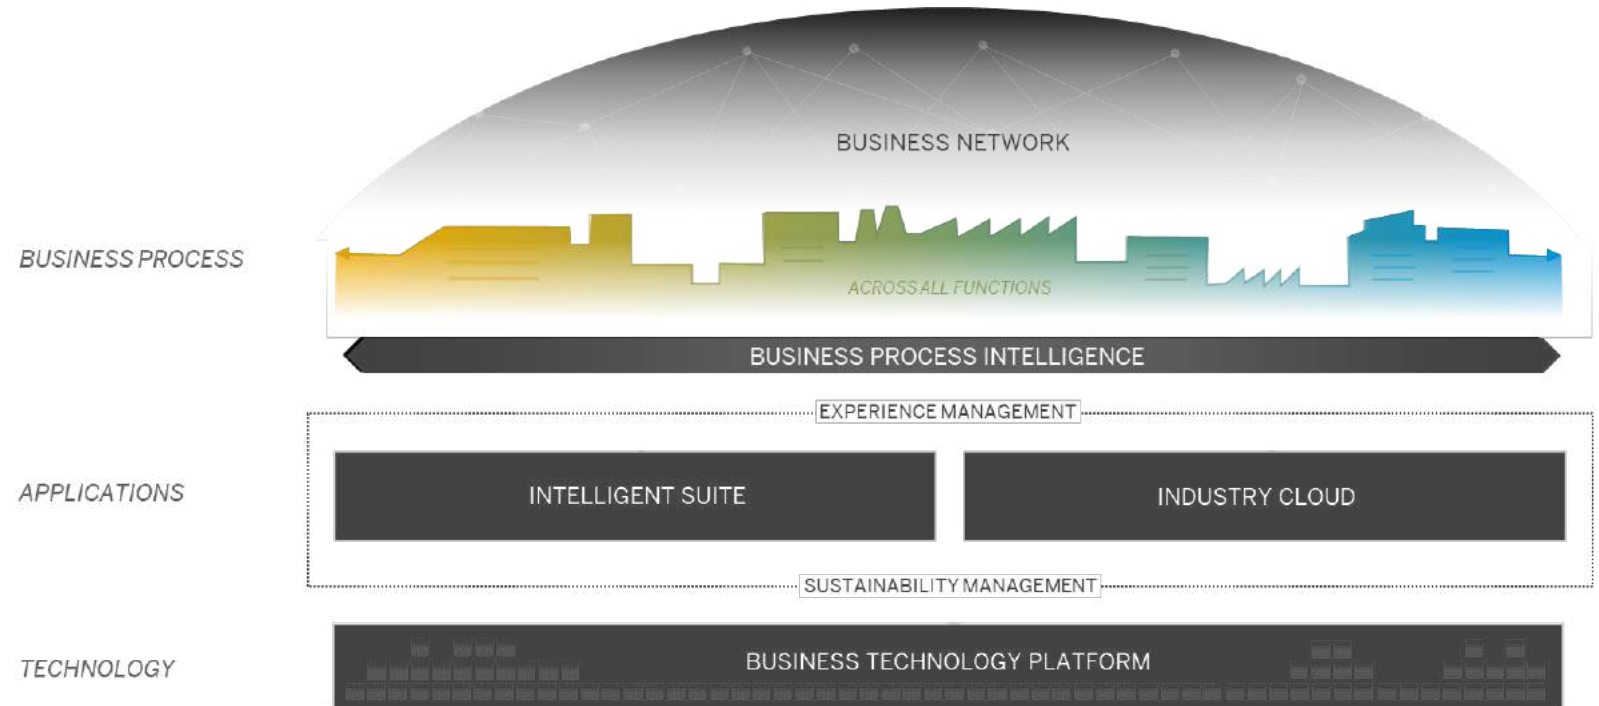 BUSINESS NETWORK
BUSINESS PROCESS
ACROSS ALL FUNCTIONS
BUSINESS PROCESS INTELLIGENCE
EXPERIENCE MANAGEMENT
APPLICATIONS
INTELLIGENT SUITE
INDUSTRY CLOUD
SUSTAINABILITY MANAGEMENT
TECHNOLOGY
BUSINESS TECHNOLOGY PLATFORM